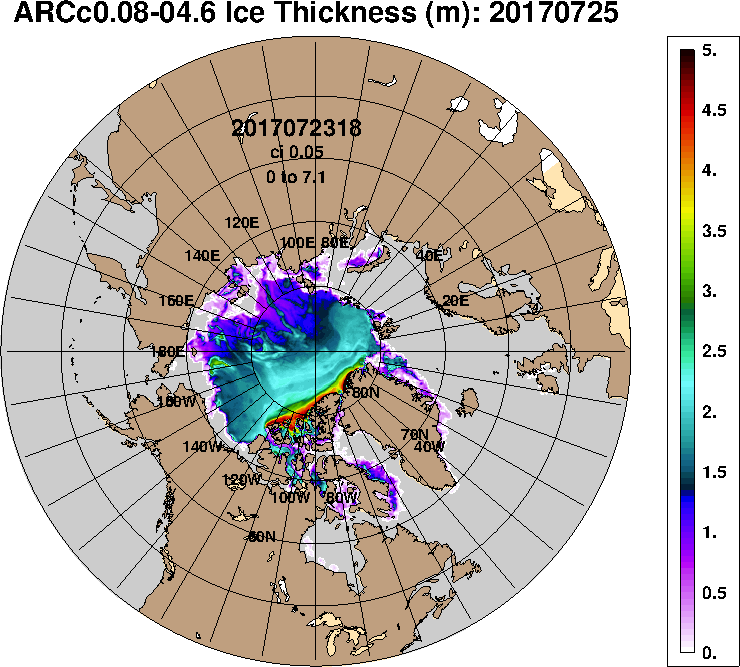 ARCc0.08-04.6 Ice Thickness (m): 20170725
2017072318
ci 0.05
0 to 7.1
120E
100E 80E
140E
40E
160E
20E
180E
160W
80N
140W
70N
40W
120W
100W
80W
60N
5.
4.5
4.
3.5
3.
2.5
2.
1.5
1.
0.5
0.